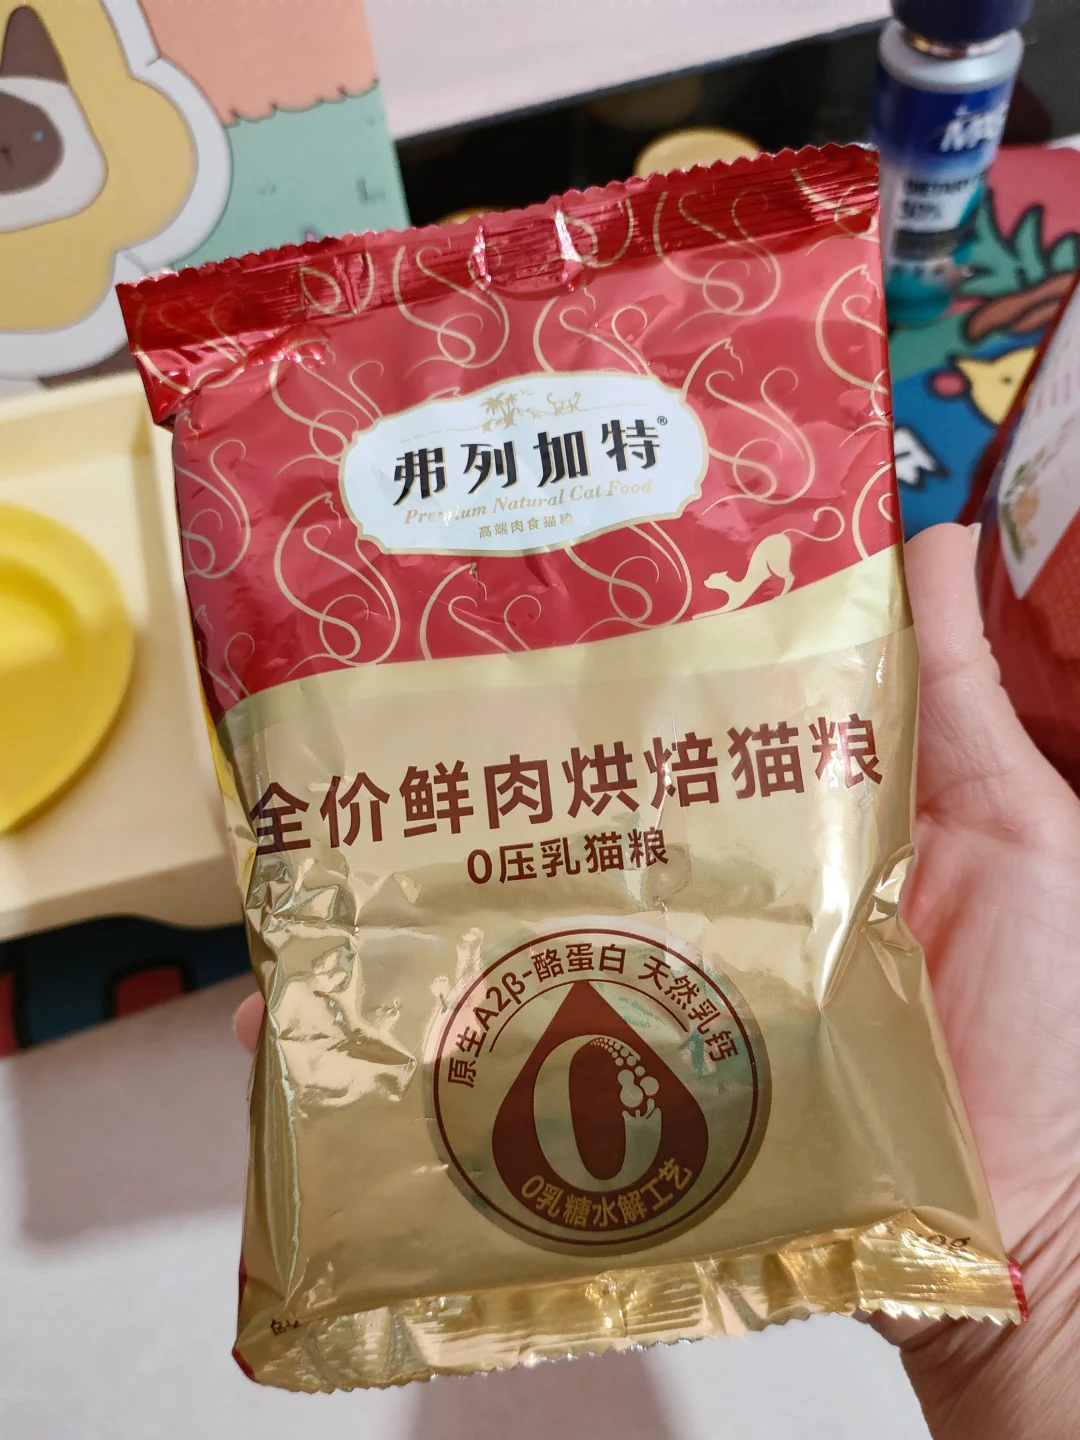 弗列加特®
Premium Natural Cat Food
高端肉食猫粮
全价鲜肉烘焙猫粮
0压乳猫粮
原生A2β-酪蛋白 天然乳钙
0
0乳糖水解工艺